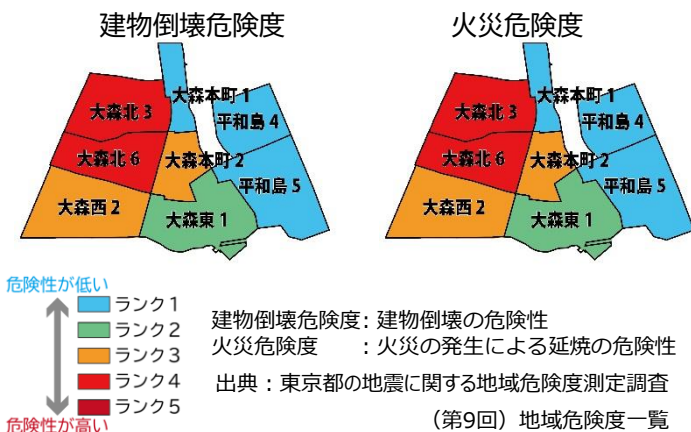 建物倒壊危険度
火災危険度
大森本町 1
大森北 3
平和島 4
大森北 6
大森本町 2
平和島 5
大森西 2
大森東 1
大森本町 1
大森北 3
平和島 4
大森北 6
大森本町 2
平和島 5
大森西 2
大森東 1
危険性が低い
ランク1
ランク2
ランク3
ランク4
ランク5
危険性が高い
建物倒壊危険度：建物倒壊の危険性
火災危険度　　：火災の発生による延焼の危険性
出典：東京都の地震に関する地域危険度測定調査
（第9回）地域危険度一覧